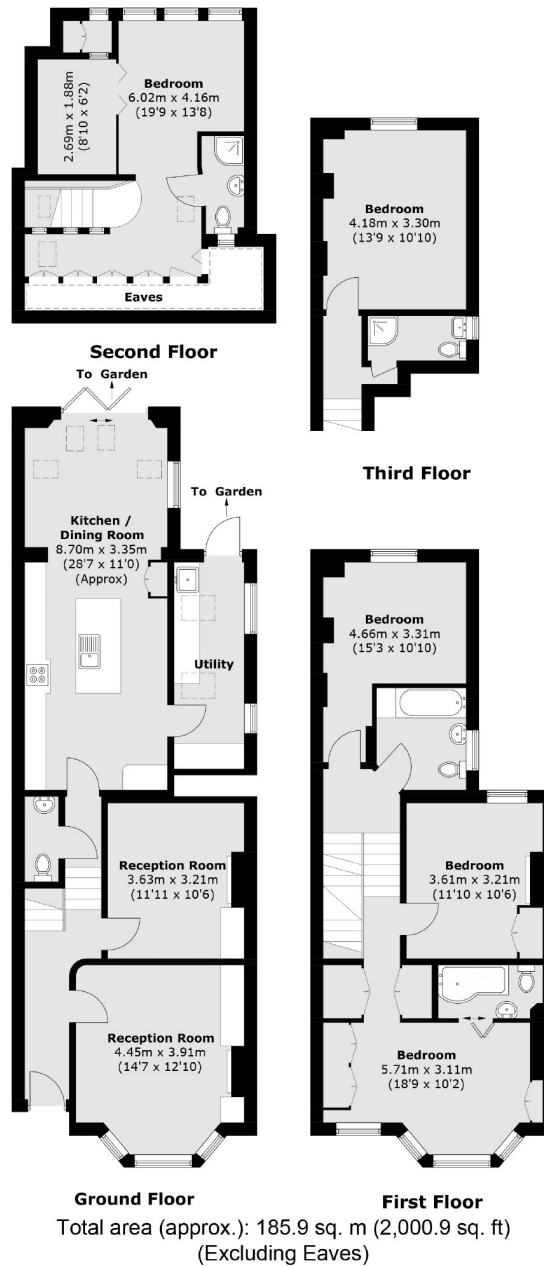 Bedroom
6.02m x 4.16m
(19'9 x 13'8)
2.69m x 1.88m
(8'10 x 6'2)
Eaves
Second Floor
Bedroom
4.18m x 3.30m
(13'9 x 10'10)
Third Floor
To Garden
Kitchen /
Dining Room
8.70m x 3.35m
(28'7 x 11'0)
(Approx)
To Garden
Utility
Reception Room
3.63m x 3.21m
(11'11 x 10'6)
Reception Room
4.45m x 3.91m
(14'7 x 12'10)
Ground Floor
Bedroom
4.66m x 3.31m
(15'3 x 10'10)
Bedroom
3.61m x 3.21m
(11'10 x 10'6)
Bedroom
5.71m x 3.11m
(18'9 x 10'2)
First Floor
Total area (approx.): 185.9 sq. m (2,000.9 sq. ft)
(Excluding Eaves)